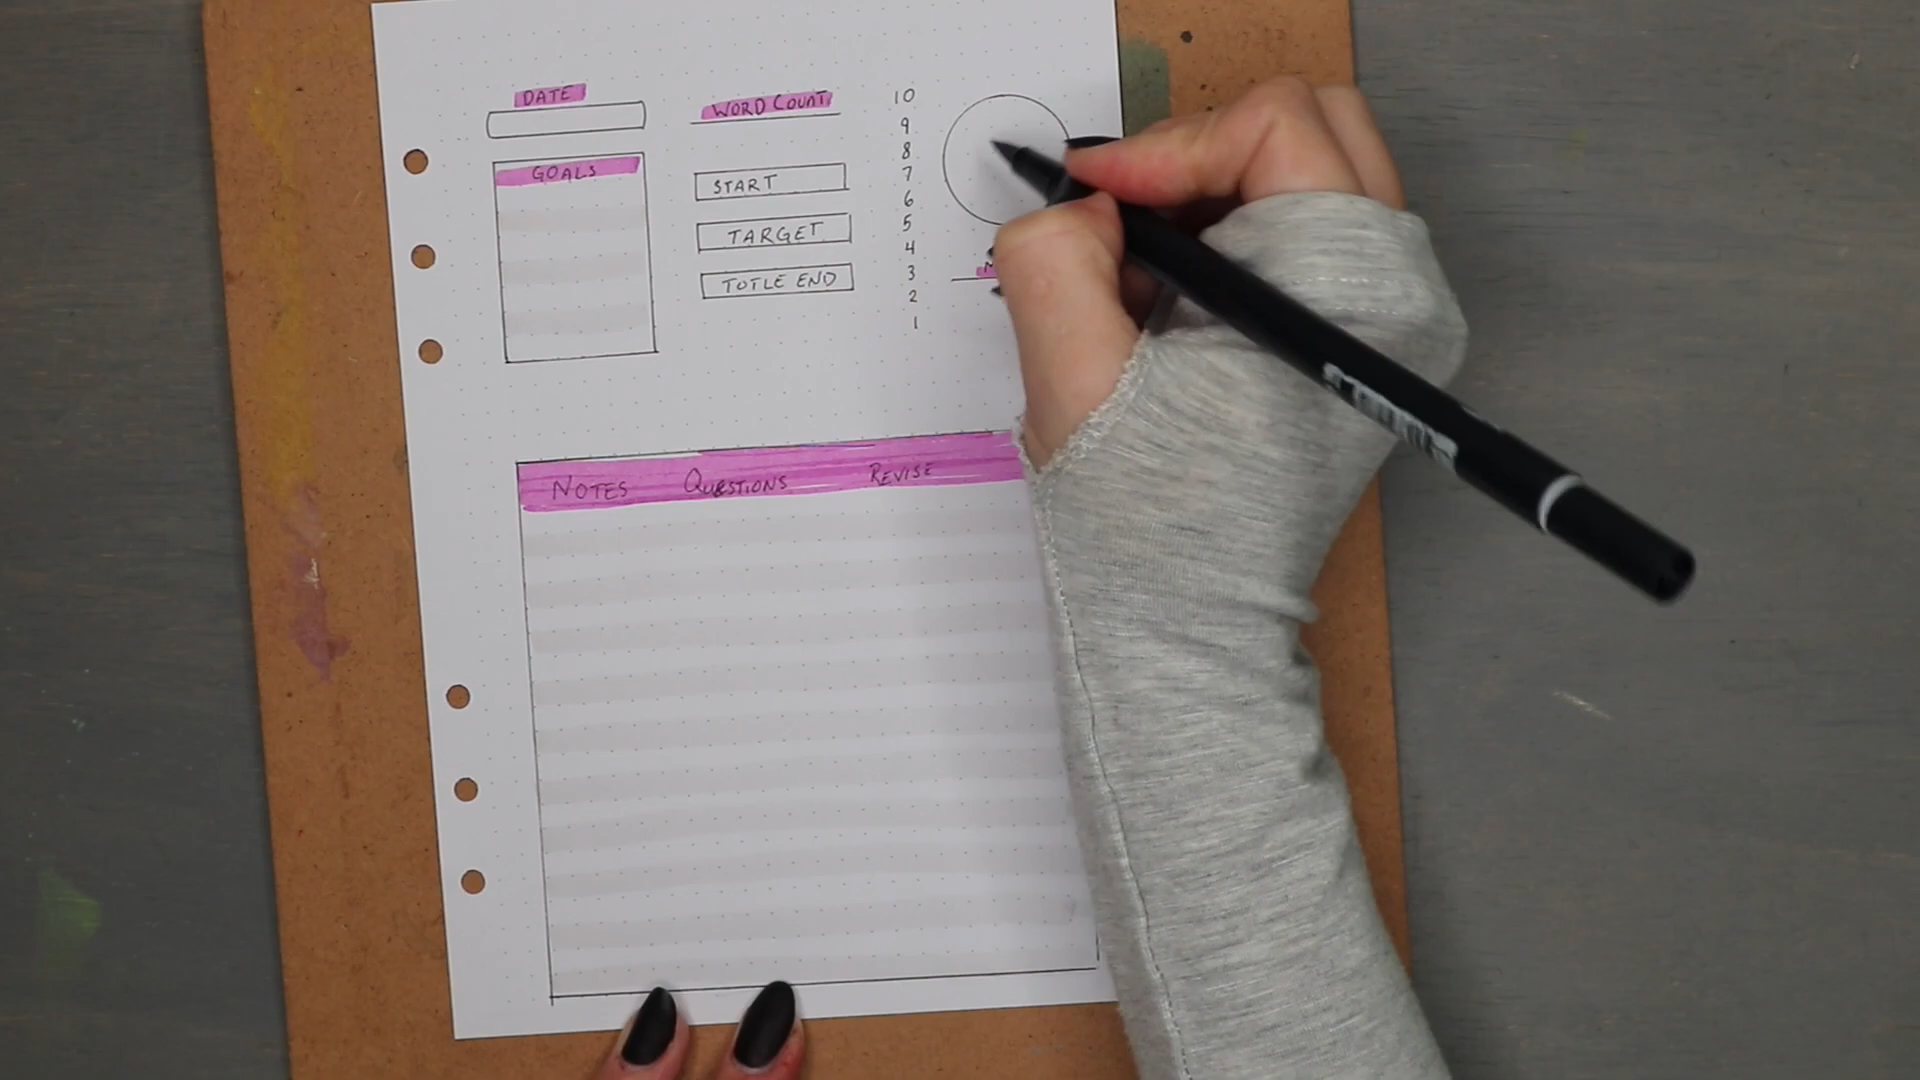 DATE
GOALS
WORD COUNT
START
TARGET
TOTLE END
10
9
8
7
6
5
4
3
2
1
NOTES QUESTIONS REVISE